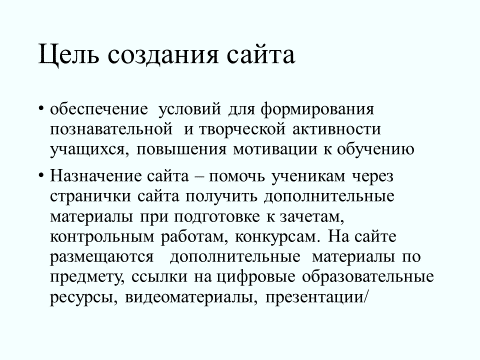 Цель создания сайта
• обеспечение условий для формирования
познавательной и творческой активности
учащихся, повышения мотивации к обучению
• Назначение сайта – помочь ученикам через
странички сайта получить дополнительные
материалы при подготовке к зачетам,
контрольным работам, конкурсам. На сайте
размещаются дополнительные материалы по
предмету, ссылки на цифровые образовательные
ресурсы, видеоматериалы, презентации/